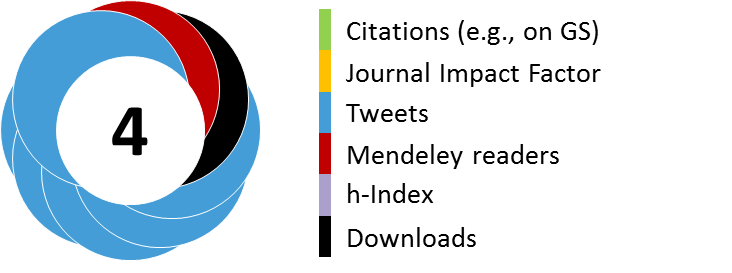 4
Citations (e.g., on GS)
Journal Impact Factor
Tweets
Mendeley readers
h-Index
Downloads